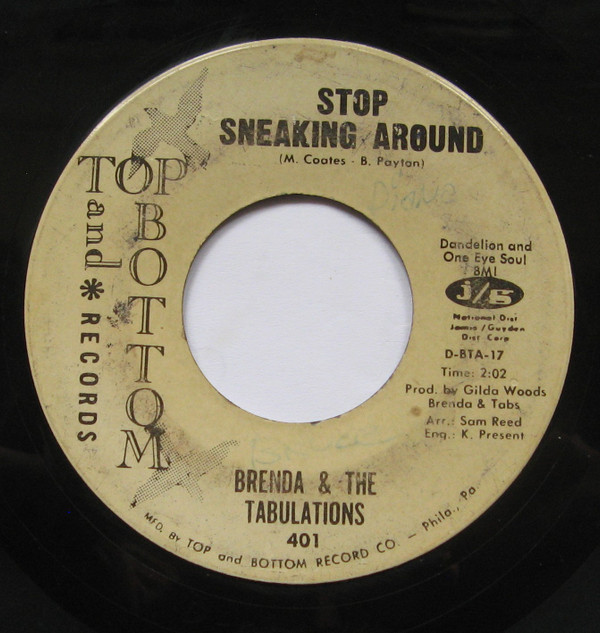 STOP
SNEAKING AROUND
(M. Coates - B. Payton)
Diane
TOP
and
BOTTOM
* RECORDS
Dandelion and
One Eye Soul
BMI
j/g
National Dist
Jamie/Guyden
Dist Corp
D-BTA-17
Time: 2:02
Prod. by Gilda Woods
Brenda & Tabs
Arr.: Sam Reed
Eng.: K. Present
BRENDA & THE
TABULATIONS
401
MFD. BY TOP and BOTTOM RECORD CO. – Phila., Pa.